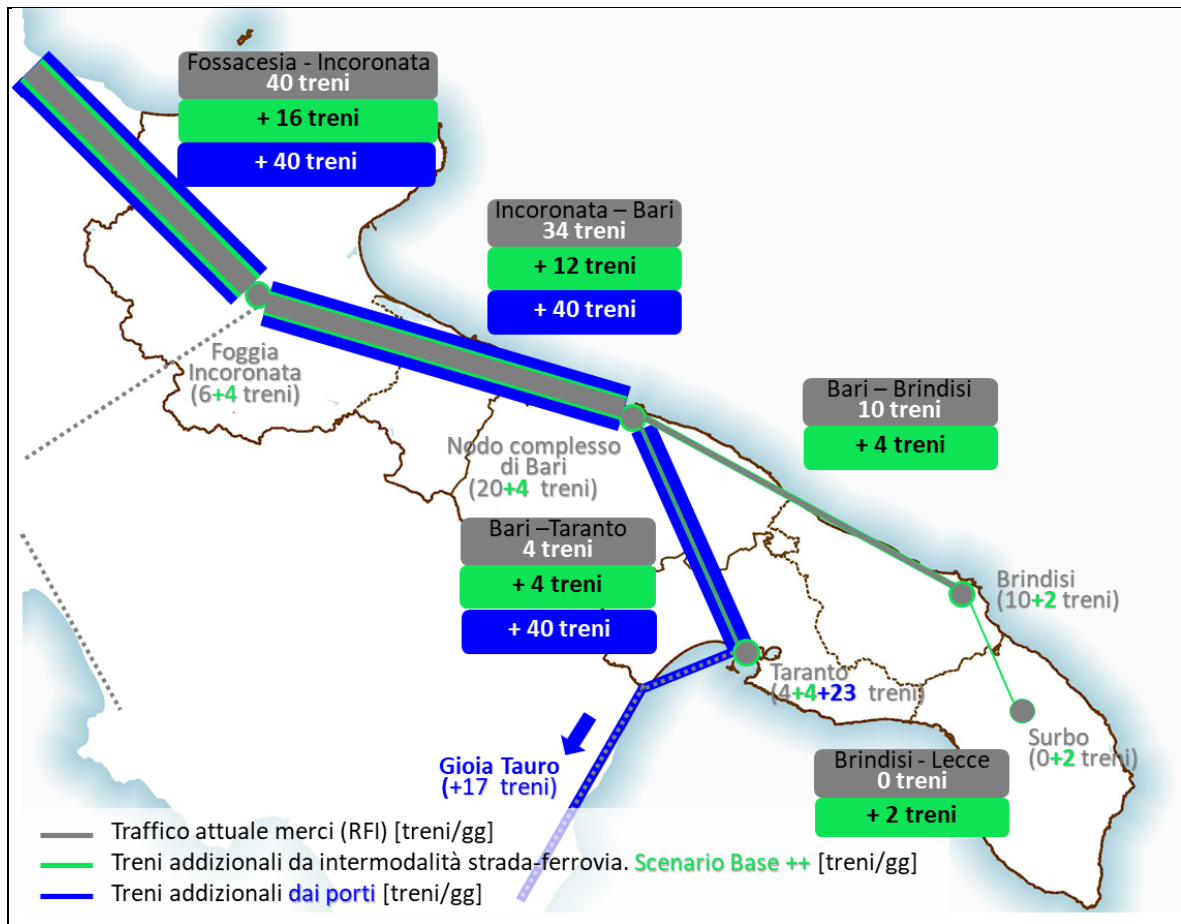 Fossacesia - Incoronata
40 treni
+ 16 treni
+ 40 treni
Incoronata – Bari
34 treni
+ 12 treni
+ 40 treni
Foggia
Incoronata
(6+4 treni)
Bari – Brindisi
10 treni
+ 4 treni
Nodo complesso
di Bari
(20+4 treni)
Bari –Taranto
4 treni
+ 4 treni
+ 40 treni
Brindisi
(10+2 treni)
Taranto
(4+4+23 treni)
Surbo
(0+2 treni)
Gioia Tauro
(+17 treni)
Brindisi - Lecce
0 treni
+ 2 treni
Traffico attuale merci (RFI) [treni/gg]
Treni addizionali da intermodalità strada-ferrovia. Scenario Base ++ [treni/gg]
Treni addizionali dai porti [treni/gg]